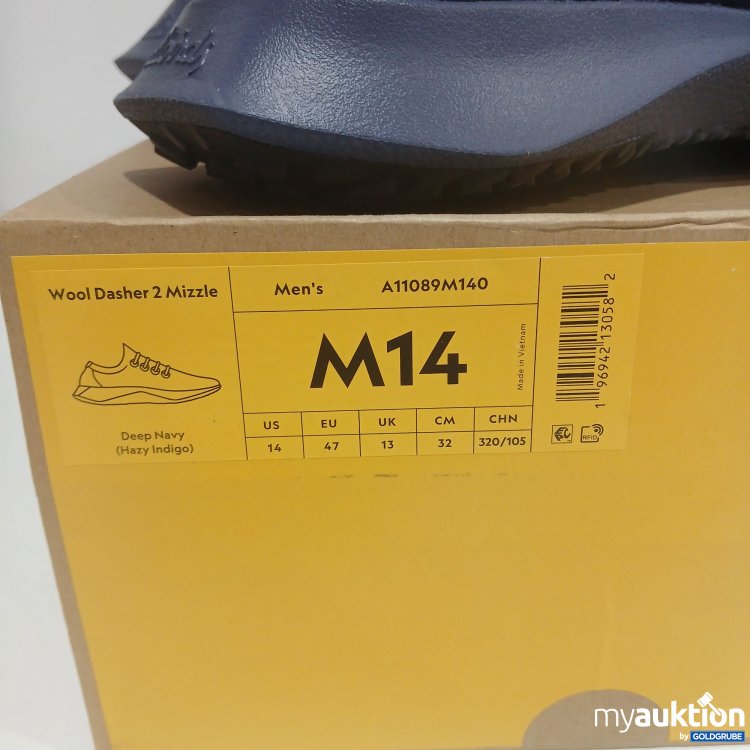 Wool Dasher 2 Mizzle
Deep Navy
(Hazy Indigo)
Men's A11089M140
M14
Made in Vietnam
US EU UK CM CHN
14 47 13 32 320/105
1 96942 13058 2
RFID
myauktion
by GOLDGRUBE